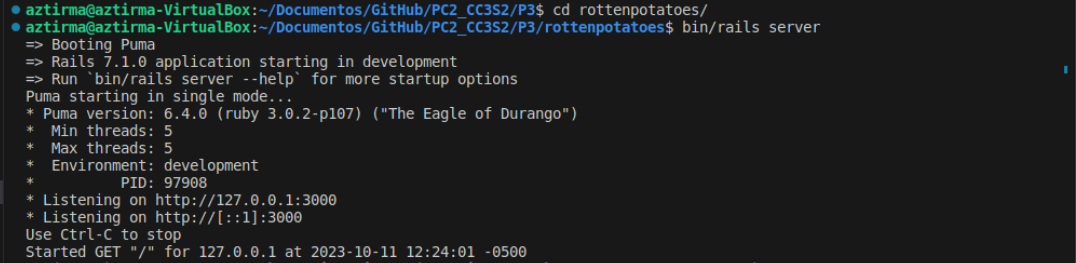 aztirma@aztirma-VirtualBox:~/Documentos/GitHub/PC2_CC3S2/P3$ cd rottenpotatoes/
aztirma@aztirma-VirtualBox:~/Documentos/GitHub/PC2_CC3S2/P3/rottenpotatoes$ bin/rails server
=> Booting Puma
=> Rails 7.1.0 application starting in development
=> Run `bin/rails server --help` for more startup options
Puma starting in single mode...
* Puma version: 6.4.0 (ruby 3.0.2-p107) ("The Eagle of Durango")
*  Min threads: 5
*  Max threads: 5
*  Environment: development
*          PID: 97908
* Listening on http://127.0.0.1:3000
* Listening on http://[::1]:3000
Use Ctrl-C to stop
Started GET "/" for 127.0.0.1 at 2023-10-11 12:24:01 -0500